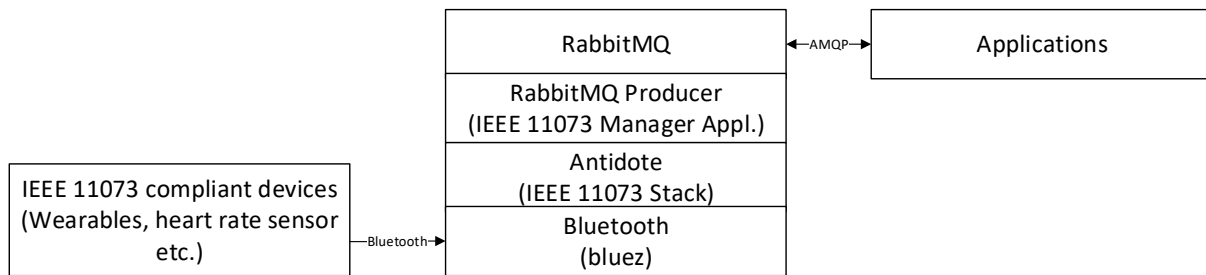 RabbitMQ
AMQP
Applications
RabbitMQ Producer
(IEEE 11073 Manager Appl.)
Antidote
(IEEE 11073 Stack)
IEEE 11073 compliant devices
(Wearables, heart rate sensor
etc.)
Bluetooth
Bluetooth
(bluez)